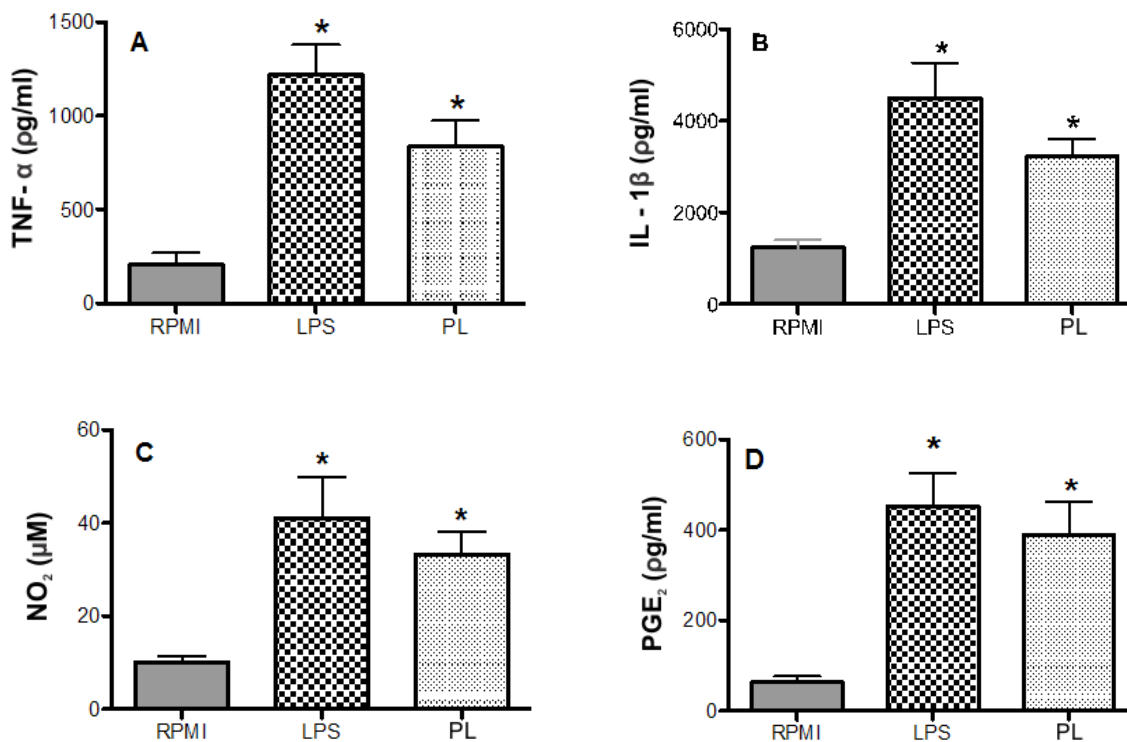 A
TNF- α (ρg/ml)
1500
1000
500
0
*
*
RPMI LPS PL
B
IL - 1β (ρg/ml)
6000
4000
2000
0
*
*
RPMI LPS PL
C
NO₂ (µM)
60
40
20
0
*
*
RPMI LPS PL
D
PGE₂ (ρg/ml)
600
400
200
0
*
*
RPMI LPS PL